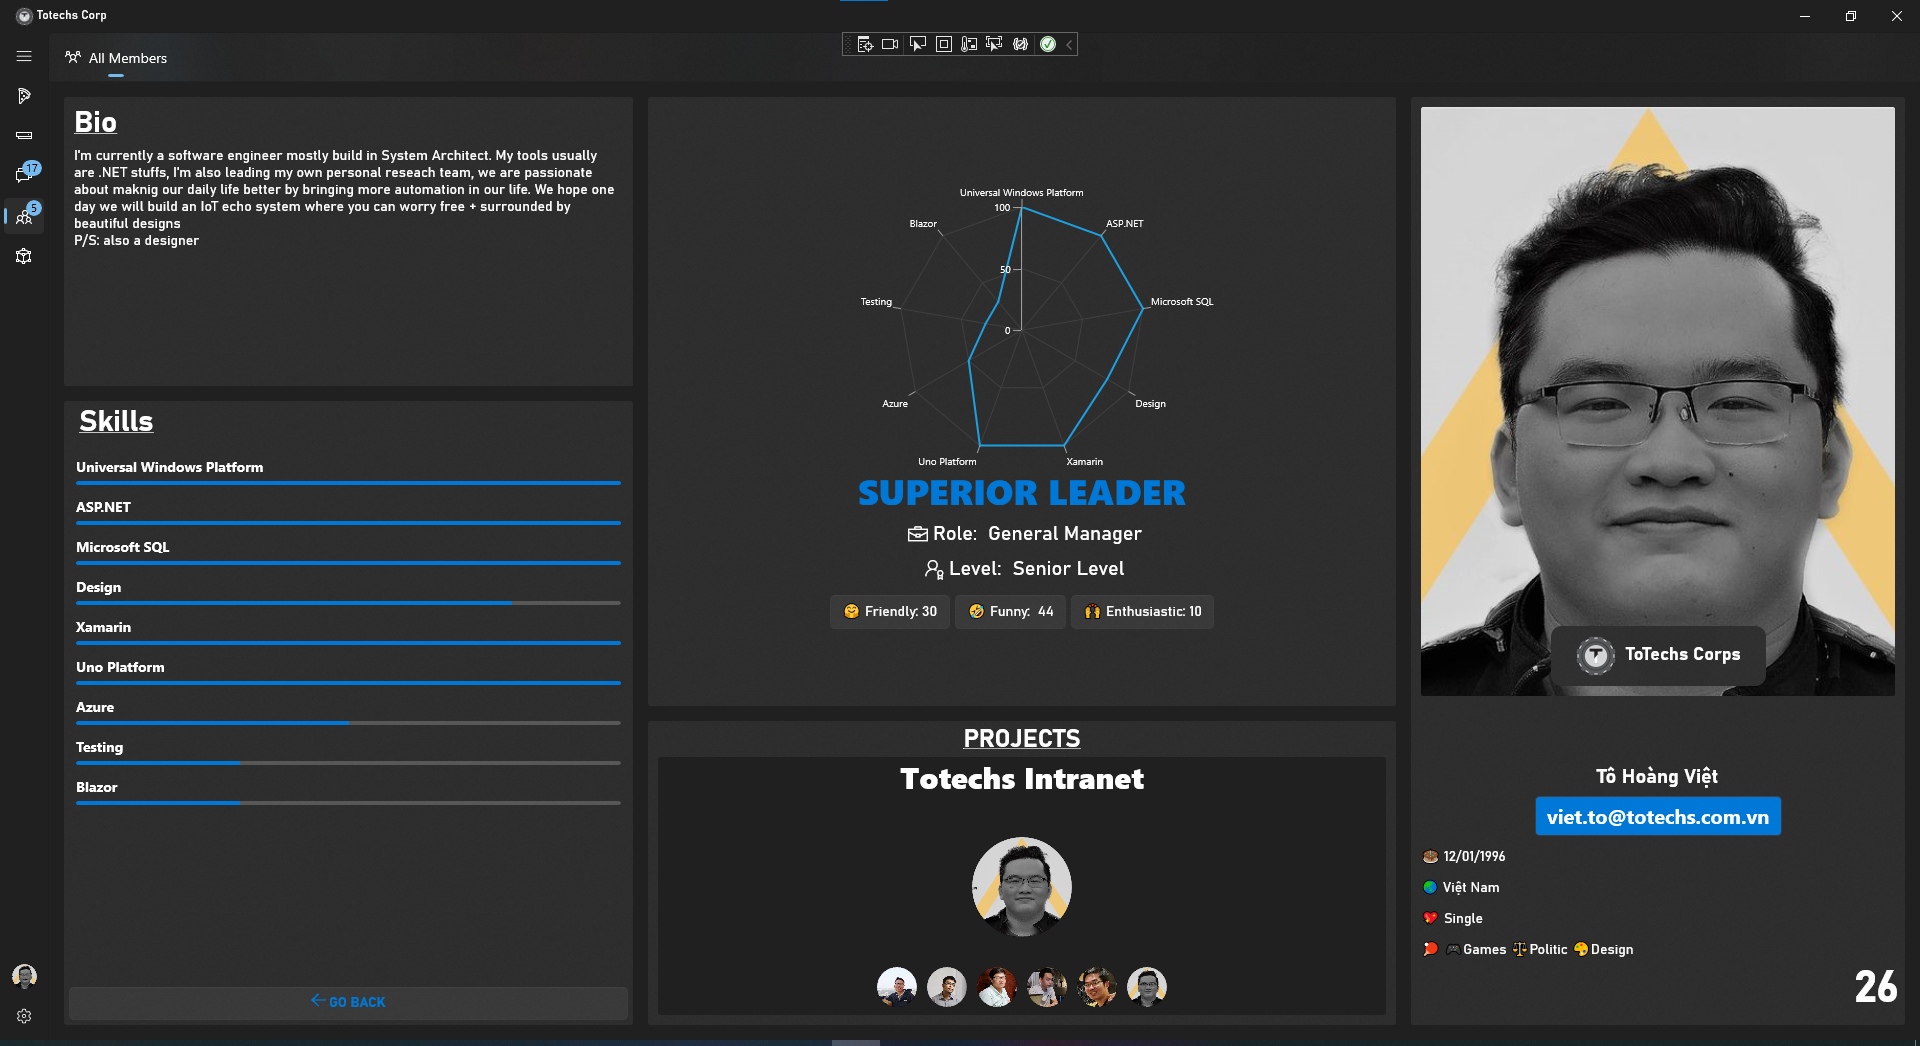 Totechs Corp
All Members
17
5
Bio
I'm currently a software engineer mostly build in System Architect. My tools usually
are .NET stuffs, I'm also leading my own personal reseach team, we are passionate
about maknig our daily life better by bringing more automation in our life. We hope one
day we will build an IoT echo system where you can worry free + surrounded by
beautiful designs
P/S: also a designer
Skills
Universal Windows Platform
ASP.NET
Microsoft SQL
Design
Xamarin
Uno Platform
Azure
Testing
Blazor
GO BACK
Universal Windows Platform
100
Blazor
ASP.NET
50
Testing
Microsoft SQL
0
Azure
Design
Uno Platform
Xamarin
SUPERIOR LEADER
Role: General Manager
Level: Senior Level
Friendly: 30
Funny: 44
Enthusiastic: 10
PROJECTS
Totechs Intranet
ToTechs Corps
Tô Hoàng Việt
viet.to@totechs.com.vn
12/01/1996
Việt Nam
Single
Games Politic Design
26